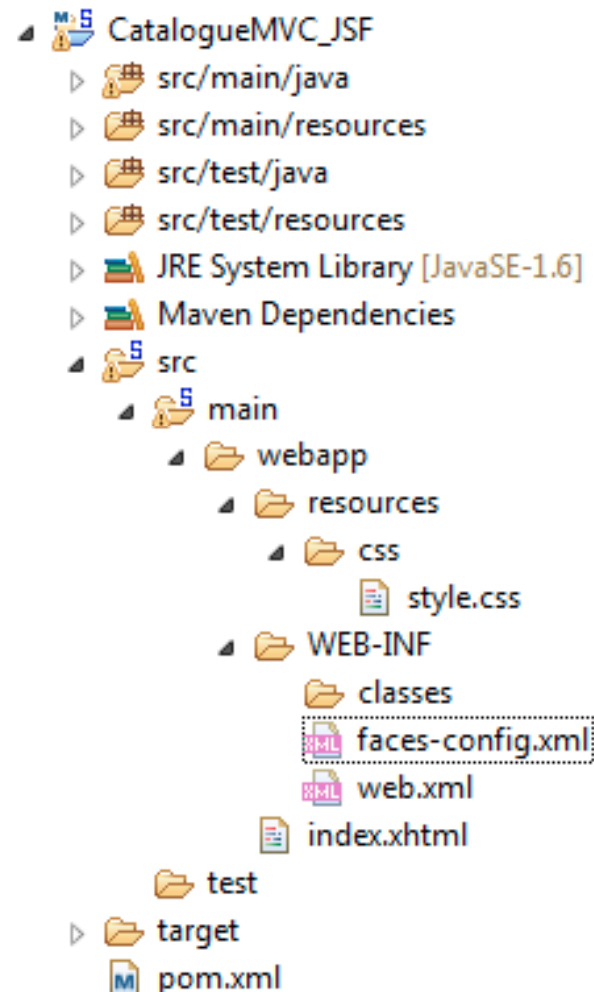 CatalogueMVC_JSF
src/main/java
src/main/resources
src/test/java
src/test/resources
JRE System Library [JavaSE-1.6]
Maven Dependencies
src
main
webapp
resources
css
style.css
WEB-INF
classes
faces-config.xml
web.xml
index.xhtml
test
target
pom.xml